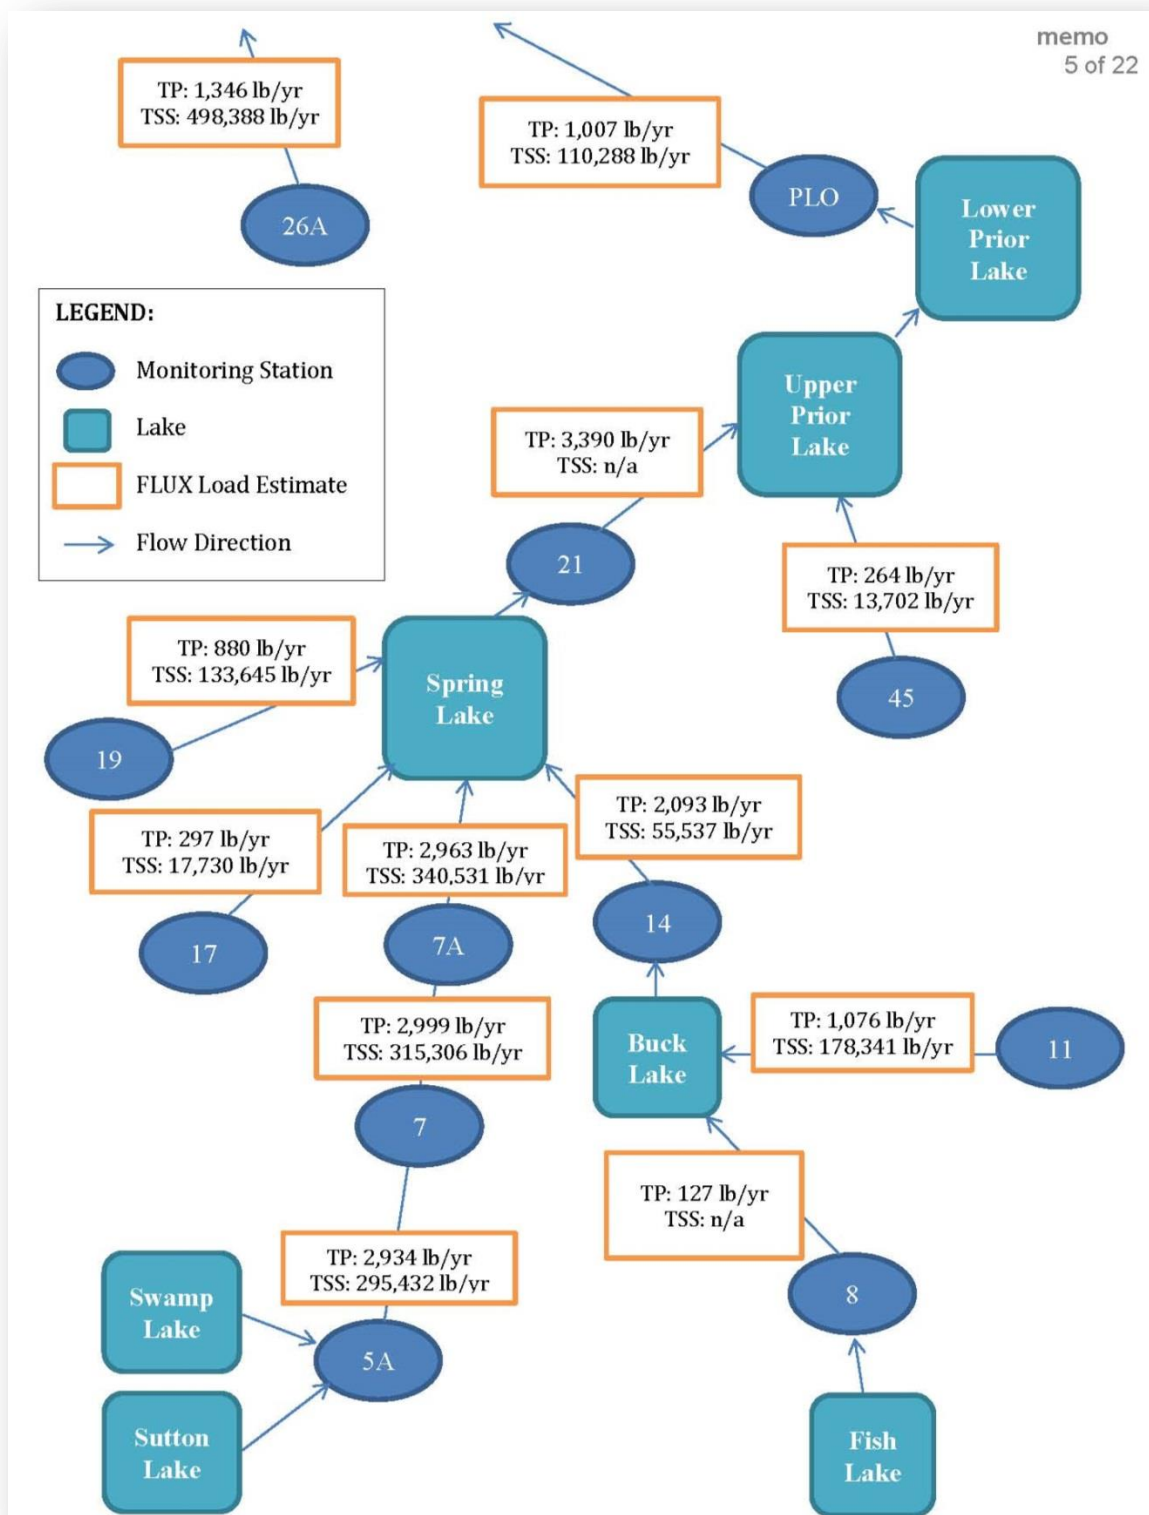 memo
5 of 22
TP: 1,346 lb/yr
TSS: 498,388 lb/yr
TP: 1,007 lb/yr
TSS: 110,288 lb/yr
PLO
Lower
Prior
Lake
26A
LEGEND:
Monitoring Station
Lake
FLUX Load Estimate
Flow Direction
Upper
Prior
Lake
TP: 3,390 lb/yr
TSS: n/a
21
TP: 264 lb/yr
TSS: 13,702 lb/yr
45
TP: 880 lb/yr
TSS: 133,645 lb/yr
Spring
Lake
19
TP: 297 lb/yr
TSS: 17,730 lb/yr
TP: 2,963 lb/yr
TSS: 340,531 lb/yr
TP: 2,093 lb/yr
TSS: 55,537 lb/yr
17
7A
14
TP: 2,999 lb/yr
TSS: 315,306 lb/yr
Buck
Lake
TP: 1,076 lb/yr
TSS: 178,341 lb/yr
11
7
TP: 127 lb/yr
TSS: n/a
TP: 2,934 lb/yr
TSS: 295,432 lb/yr
8
Swamp
Lake
5A
Sutton
Lake
Fish
Lake